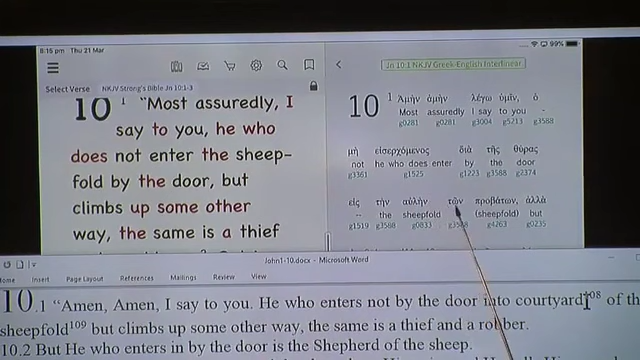 8:15 pm Thu 21 Mar
99%
Select Verse NKJV Strong's Bible Jn 10:1-3
10 1 "Most assuredly, I
say to you, he who
does not enter the sheep-
fold by the door, but
climbs up some other
way, the same is a thief
Jn 10:1 NKJV Greek-English Interlinear
10 1 Ἀμὴν ἀμὴν λέγω ὑμῖν, ὁ
Most assuredly I say to you -
g0281 g0281 g3004 g5213 g3588
μὴ εἰσερχόμενος διὰ τῆς θύρας
not he who does enter by the door
g3361 g1525 g1223 g3588 g2374
εἰς τὴν αὐλὴν τῶν προβάτων, ἀλλὰ
-- the sheepfold (sheepfold) but
g1519 g3588 g0833 g3588 g4263 g0235
John1-10.docx - Microsoft Word
Insert Page Layout References Mailings Review View
10.1 "Amen, Amen, I say to you. He who enters not by the door into courtyard108 of the
sheepfold109 but climbs up some other way, the same is a thief and a robber.
10.2 But He who enters in by the door is the Shepherd of the sheep.